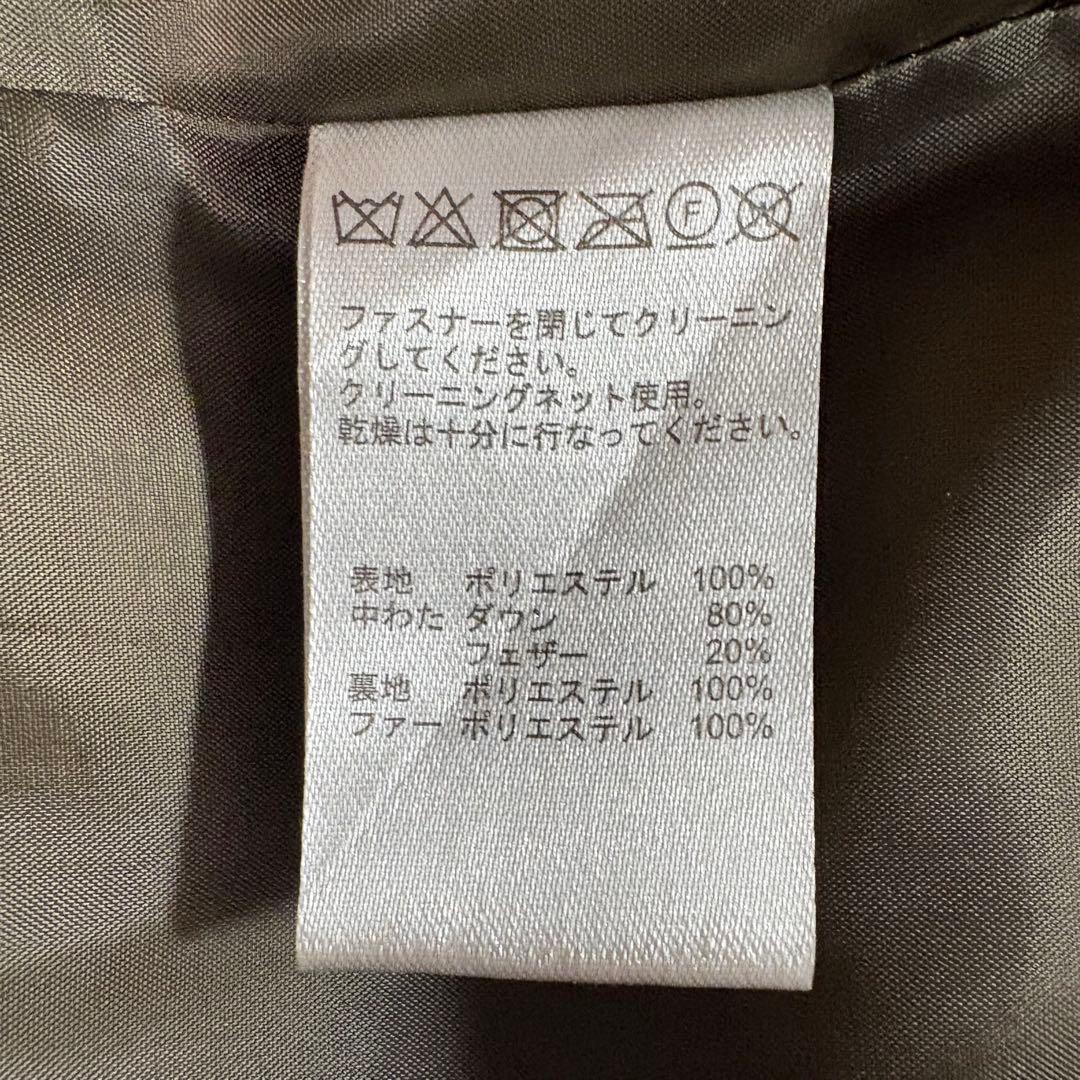 F
ファスナーを閉じてクリーニン
グしてください。
クリーニングネット使用。
乾燥は十分に行なってください。
表地 ポリエステル 100%
中わた ダウン 80%
フェザー 20%
裏地 ポリエステル 100%
ファー ポリエステル 100%